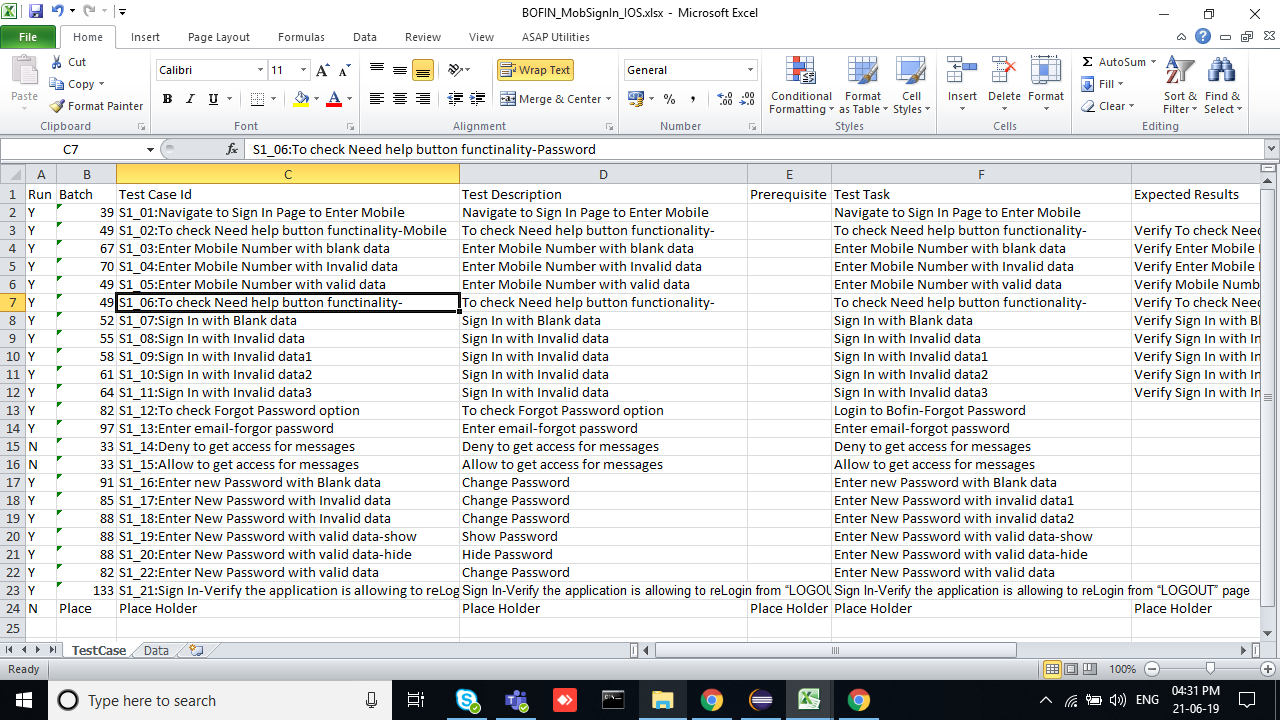 BOFIN_MobSignIn_IOS.xlsx - Microsoft Excel
File Home Insert Page Layout Formulas Data Review View ASAP Utilities
Paste Cut Copy Format Painter Clipboard
Calibri 11 A A B I U A Font
Wrap Text Merge & Center Alignment
General % , .00 .0 Number
Conditional Formatting Format as Table Cell Styles Styles
Insert Delete Format Cells
Σ AutoSum Fill Clear Sort & Filter Find & Select Editing
C7 fx S1_06:To check Need help button functinality-Password
A B C D E F
1 Run Batch Test Case Id Test Description Prerequisite Test Task Expected Results
2 Y 39 S1_01:Navigate to Sign In Page to Enter Mobile Navigate to Sign In Page to Enter Mobile Navigate to Sign In Page to Enter Mobile
3 Y 49 S1_02:To check Need help button functinality-Mobile To check Need help button functionality- To check Need help button functionality- Verify To check Need
4 Y 67 S1_03:Enter Mobile Number with blank data Enter Mobile Number with blank data Enter Mobile Number with blank data Verify Enter Mobile
5 Y 70 S1_04:Enter Mobile Number with Invalid data Enter Mobile Number with Invalid data Enter Mobile Number with Invalid data Verify Enter Mobile
6 Y 49 S1_05:Enter Mobile Number with valid data Enter Mobile Number with valid data Enter Mobile Number with valid data Verify Mobile Numb
7 Y 49 S1_06:To check Need help button functinality- To check Need help button functionality- To check Need help button functionality- Verify To check Need
8 Y 52 S1_07:Sign In with Blank data Sign In with Blank data Sign In with Blank data Verify Sign In with Bl
9 Y 55 S1_08:Sign In with Invalid data Sign In with Invalid data Sign In with Invalid data Verify Sign In with In
10 Y 58 S1_09:Sign In with Invalid data1 Sign In with Invalid data Sign In with Invalid data1 Verify Sign In with In
11 Y 61 S1_10:Sign In with Invalid data2 Sign In with Invalid data Sign In with Invalid data2 Verify Sign In with In
12 Y 64 S1_11:Sign In with Invalid data3 Sign In with Invalid data Sign In with Invalid data3 Verify Sign In with In
13 Y 82 S1_12:To check Forgot Password option To check Forgot Password option Login to Bofin-Forgot Password
14 Y 97 S1_13:Enter email-forgor password Enter email-forgot password Enter email-forgot password
15 N 33 S1_14:Deny to get access for messages Deny to get access for messages Deny to get access for messages
16 N 33 S1_15:Allow to get access for messages Allow to get access for messages Allow to get access for messages
17 Y 91 S1_16:Enter new Password with Blank data Change Password Enter new Password with Blank data
18 Y 85 S1_17:Enter New Password with Invalid data Change Password Enter New Password with invalid data1
19 Y 88 S1_18:Enter New Password with Invalid data Change Password Enter New Password with invalid data2
20 Y 88 S1_19:Enter New Password with valid data-show Show Password Enter New Password with valid data-show
21 Y 88 S1_20:Enter New Password with valid data-hide Hide Password Enter New Password with valid data-hide
22 Y 82 S1_22:Enter New Password with valid data Change Password Enter New Password with valid data
23 Y 133 S1_21:Sign In-Verify the application is allowing to reLog Sign In-Verify the application is allowing to reLogin from “LOGOU Sign In-Verify the application is allowing to reLogin from “LOGOUT” page
24 N Place Place Holder Place Holder Place Holder Place Holder Place Holder
25
TestCase Data
Ready 100%
Type here to search ENG 04:31 PM
21-06-19